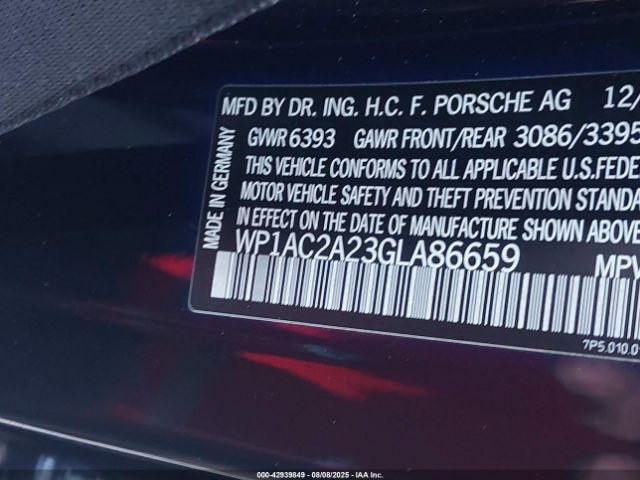 MFD BY DR. ING. H.C. F. PORSCHE AG 12/
GVWR 6393 GAWR FRONT/REAR 3086/3395
THIS VEHICLE CONFORMS TO ALL APPLICABLE U.S.FEDE
MOTOR VEHICLE SAFETY AND THEFT PREVENTION STANDA
IN EFFECT ON THE DATE OF MANUFACTURE SHOWN ABOVE
WP1AC2A23GLA86659 MPV
MADE IN GERMANY
7P5.010.0
000-42939849 | 08/08/2025 | IAA, Inc.